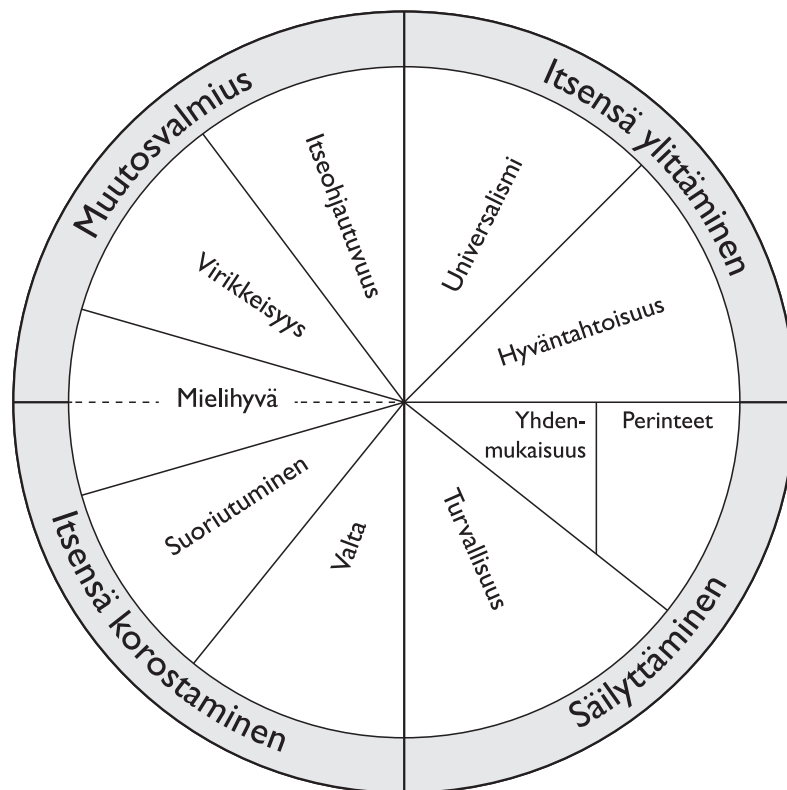 Muutosvalmius
Itsensä ylittäminen
Itseohjautuvuus
Universalismi
Virikkeisyys
Hyväntahtoisuus
Mielihyvä
Yhden-
mukaisuus
Perinteet
Suoriutuminen
Valta
Turvallisuus
Itsensä korostaminen
Säilyttäminen